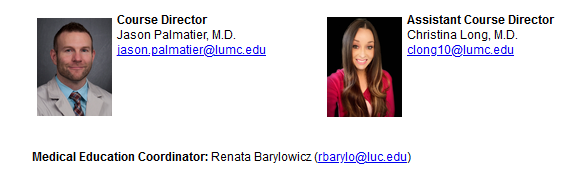 Course Director
Jason Palmatier, M.D.
jason.palmatier@lumc.edu
Assistant Course Director
Christina Long, M.D.
clong10@lumc.edu
Medical Education Coordinator: Renata Barylowicz (rbarylo@luc.edu)